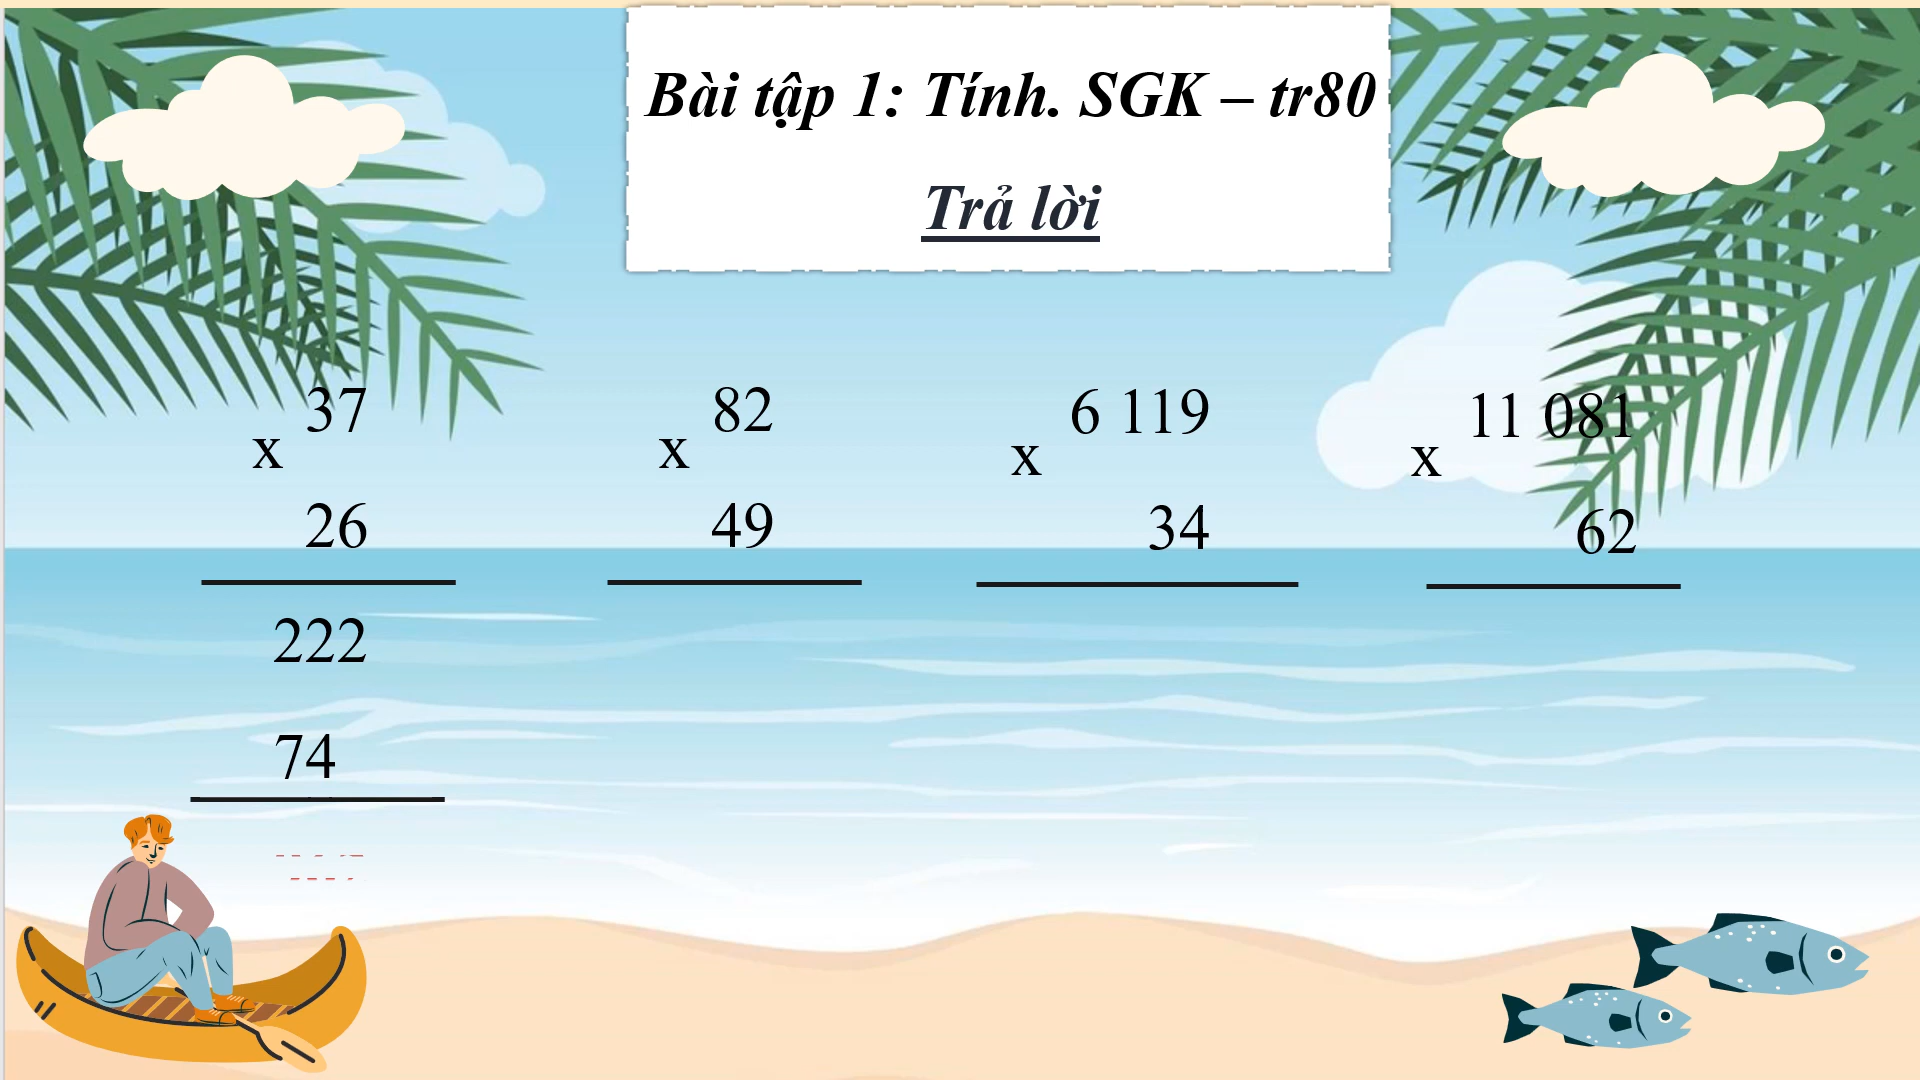 Bài tập 1: Tính. SGK – tr80
Trả lời
37
x
26
222
74
82
x
49
6 119
x
34
11 081
x
62